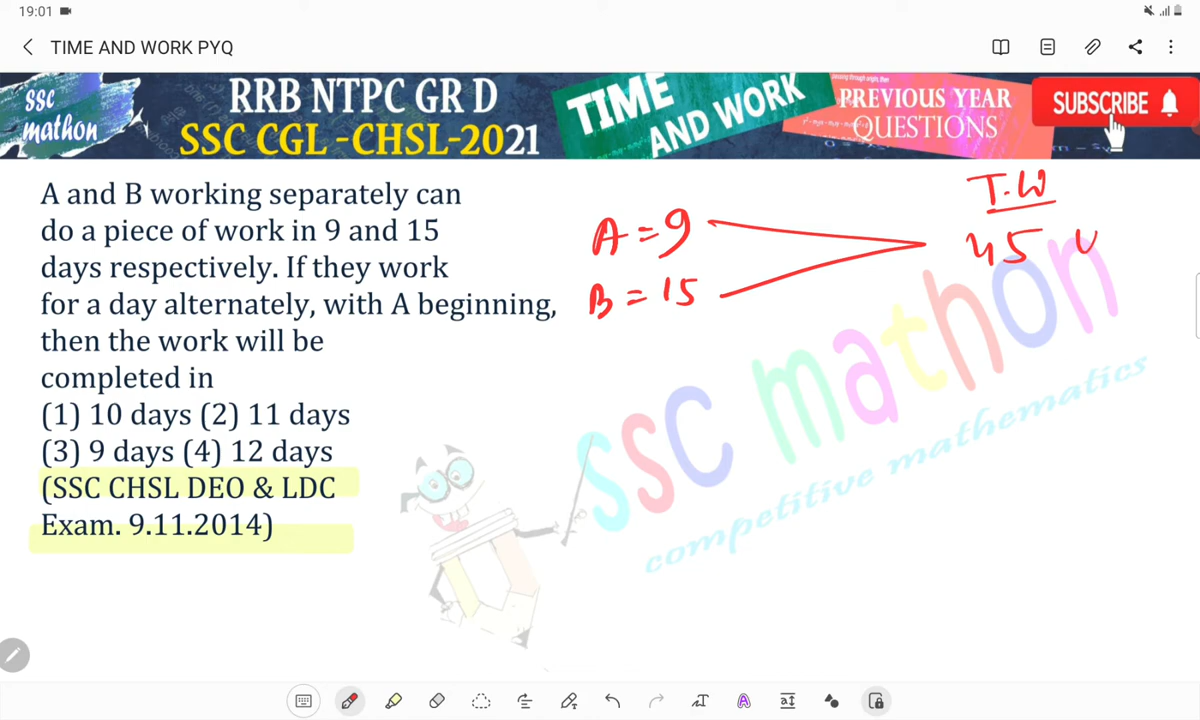 19:01
TIME AND WORK PYQ
SSC
mathon
RRB NTPC GR D
SSC CGL -CHSL-2021
TIME
AND WORK
PREVIOUS YEAR
QUESTIONS
SUBSCRIBE
A and B working separately can
do a piece of work in 9 and 15
days respectively. If they work
for a day alternately, with A beginning,
then the work will be
completed in
(1) 10 days (2) 11 days
(3) 9 days (4) 12 days
(SSC CHSL DEO & LDC
Exam. 9.11.2014)
A = 9
B = 15
T.W
45 U
SSC mathon
competitive mathematics